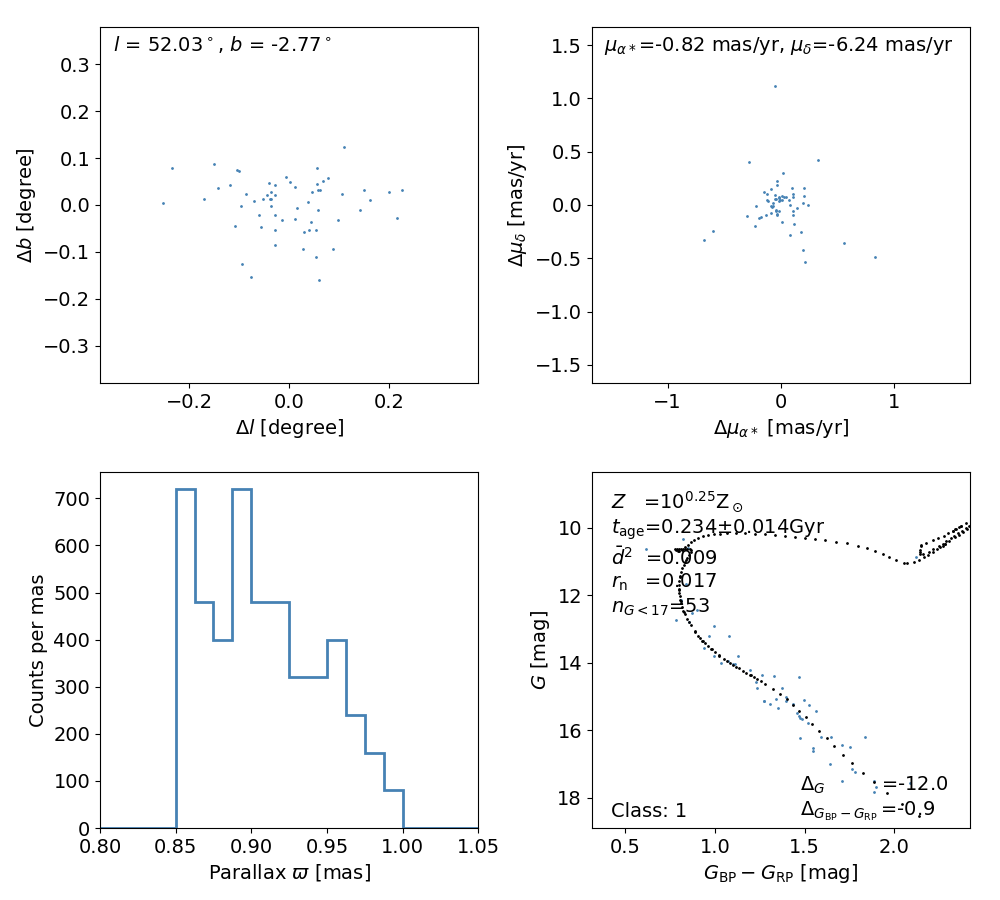 l = 52.03°, b = -2.77°
0.3
0.2
0.1
0.0
−0.1
−0.2
−0.3
Δb [degree]
−0.2 0.0 0.2
Δl [degree]
μα*=-0.82 mas/yr, μδ=-6.24 mas/yr
1.5
1.0
0.5
0.0
−0.5
−1.0
−1.5
Δμδ [mas/yr]
−1 0 1
Δμα* [mas/yr]
700
600
500
400
300
200
100
0
Counts per mas
0.80 0.85 0.90 0.95 1.00 1.05
Parallax ϖ [mas]
Z =10^0.25 Z⊙
t_age=0.234±0.014Gyr
d̄² =0.009
r_n =0.017
n_G<17=53
10
12
14
16
18
G [mag]
Δ_G =-12.0
Δ_GBP−GRP =-0.9
Class: 1
0.5 1.0 1.5 2.0
G_BP − G_RP [mag]